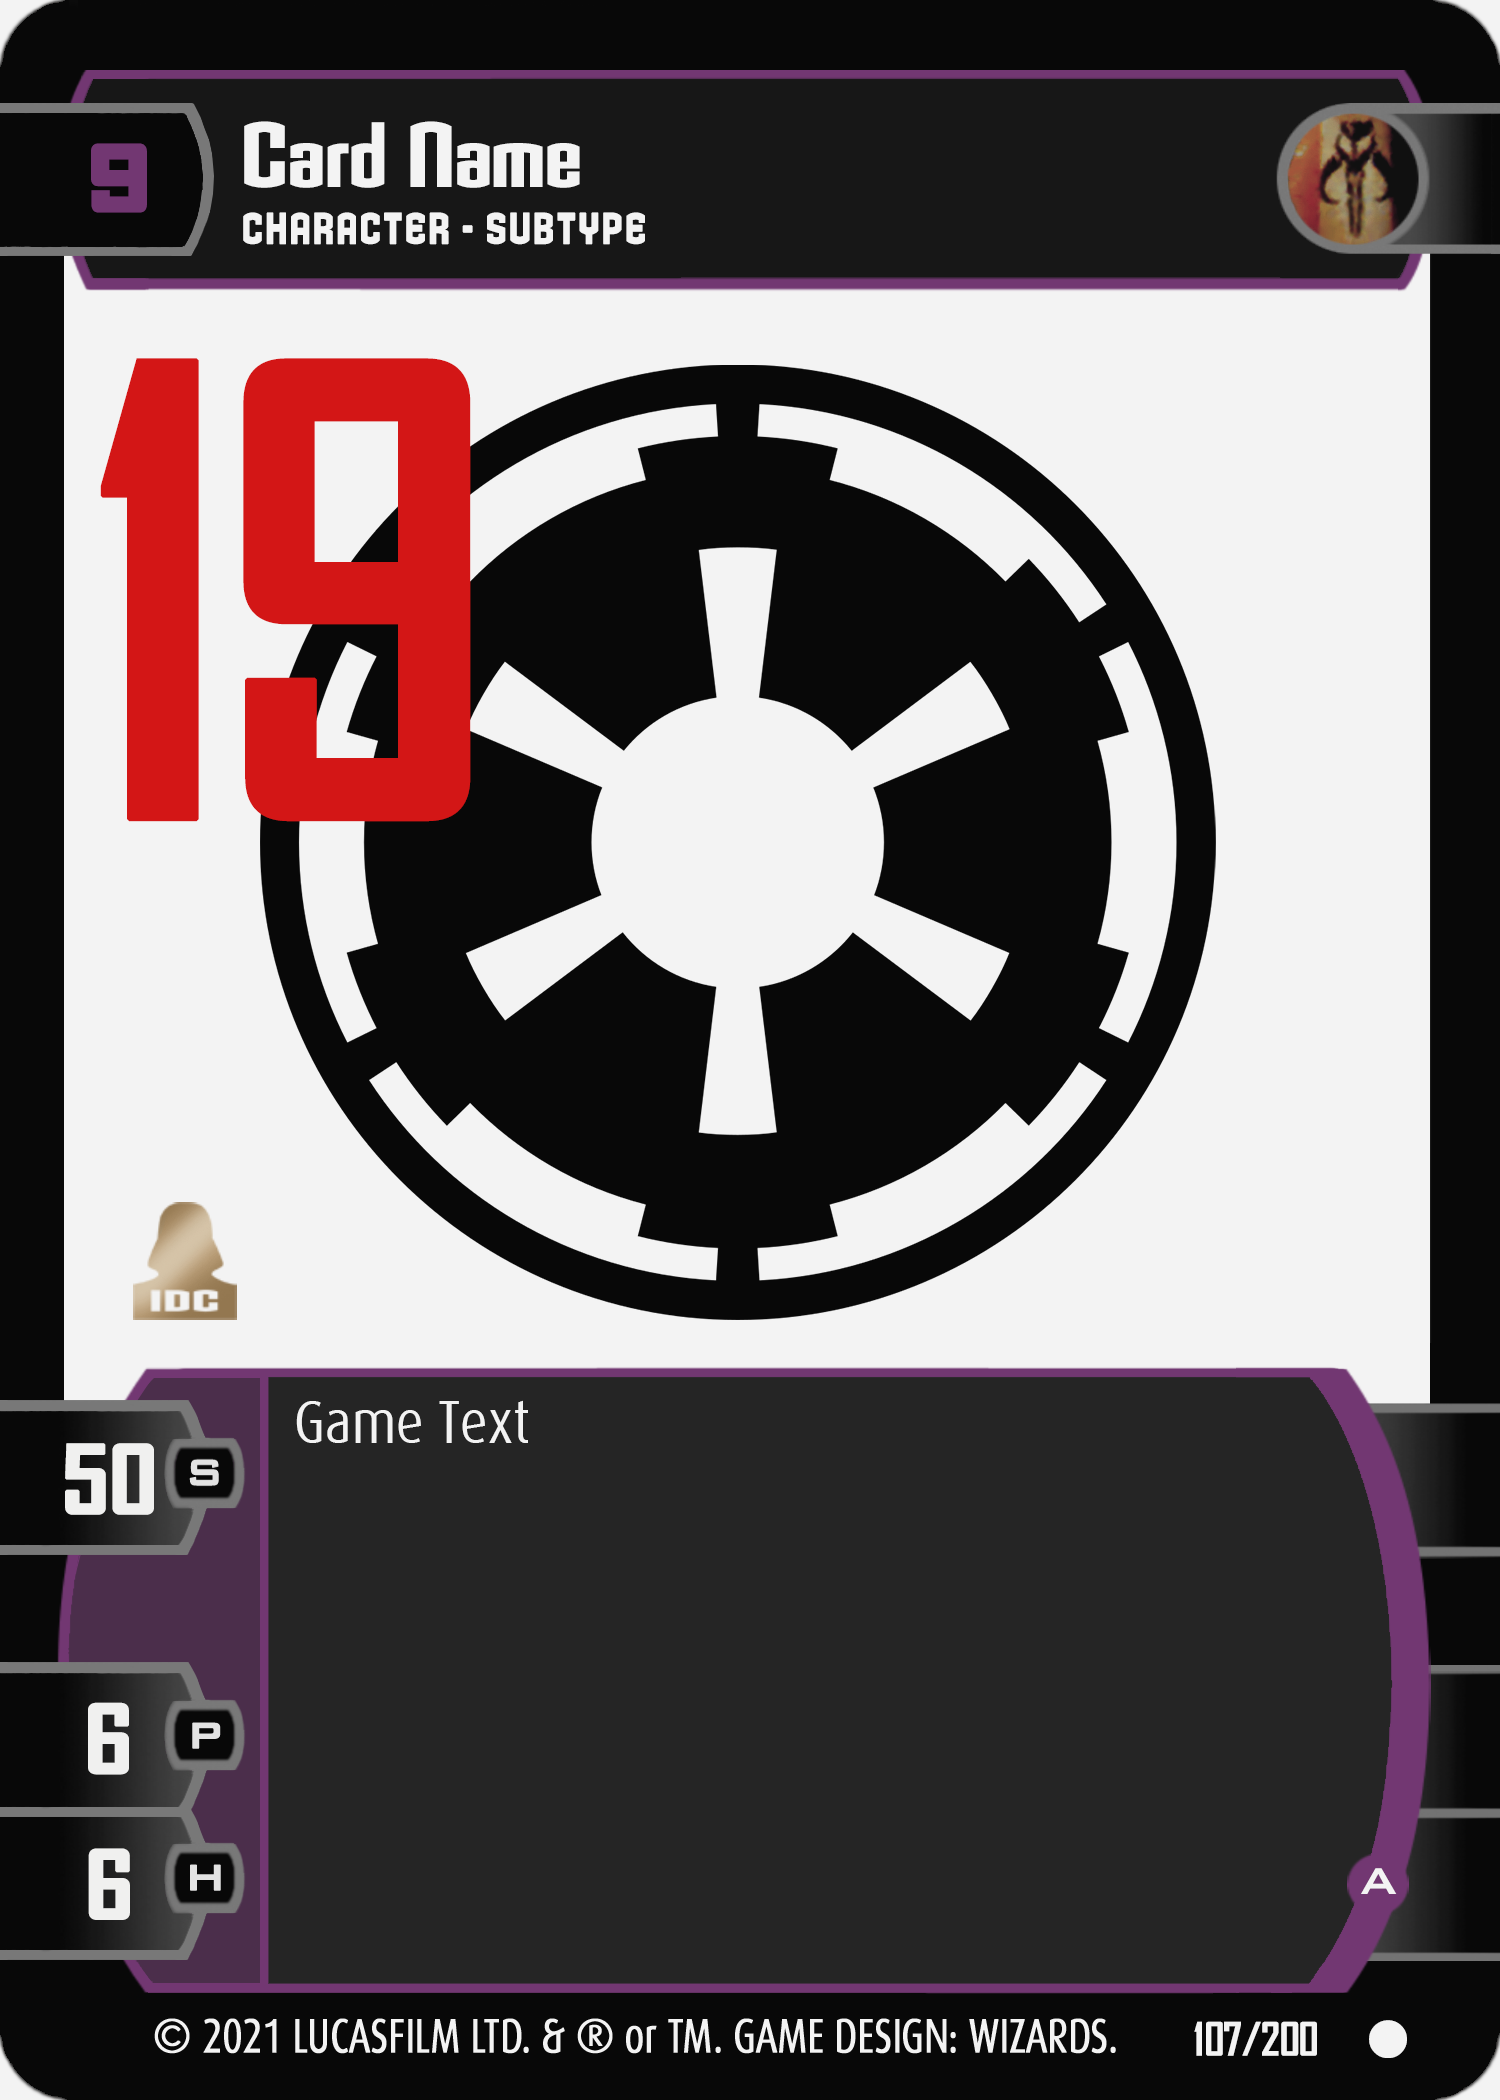 9
Card Name
CHARACTER - SUBTYPE
19
IDC
50 S
Game Text
6 P
6 H
A
© 2021 LUCASFILM LTD. & ® or TM. GAME DESIGN: WIZARDS.
107/200